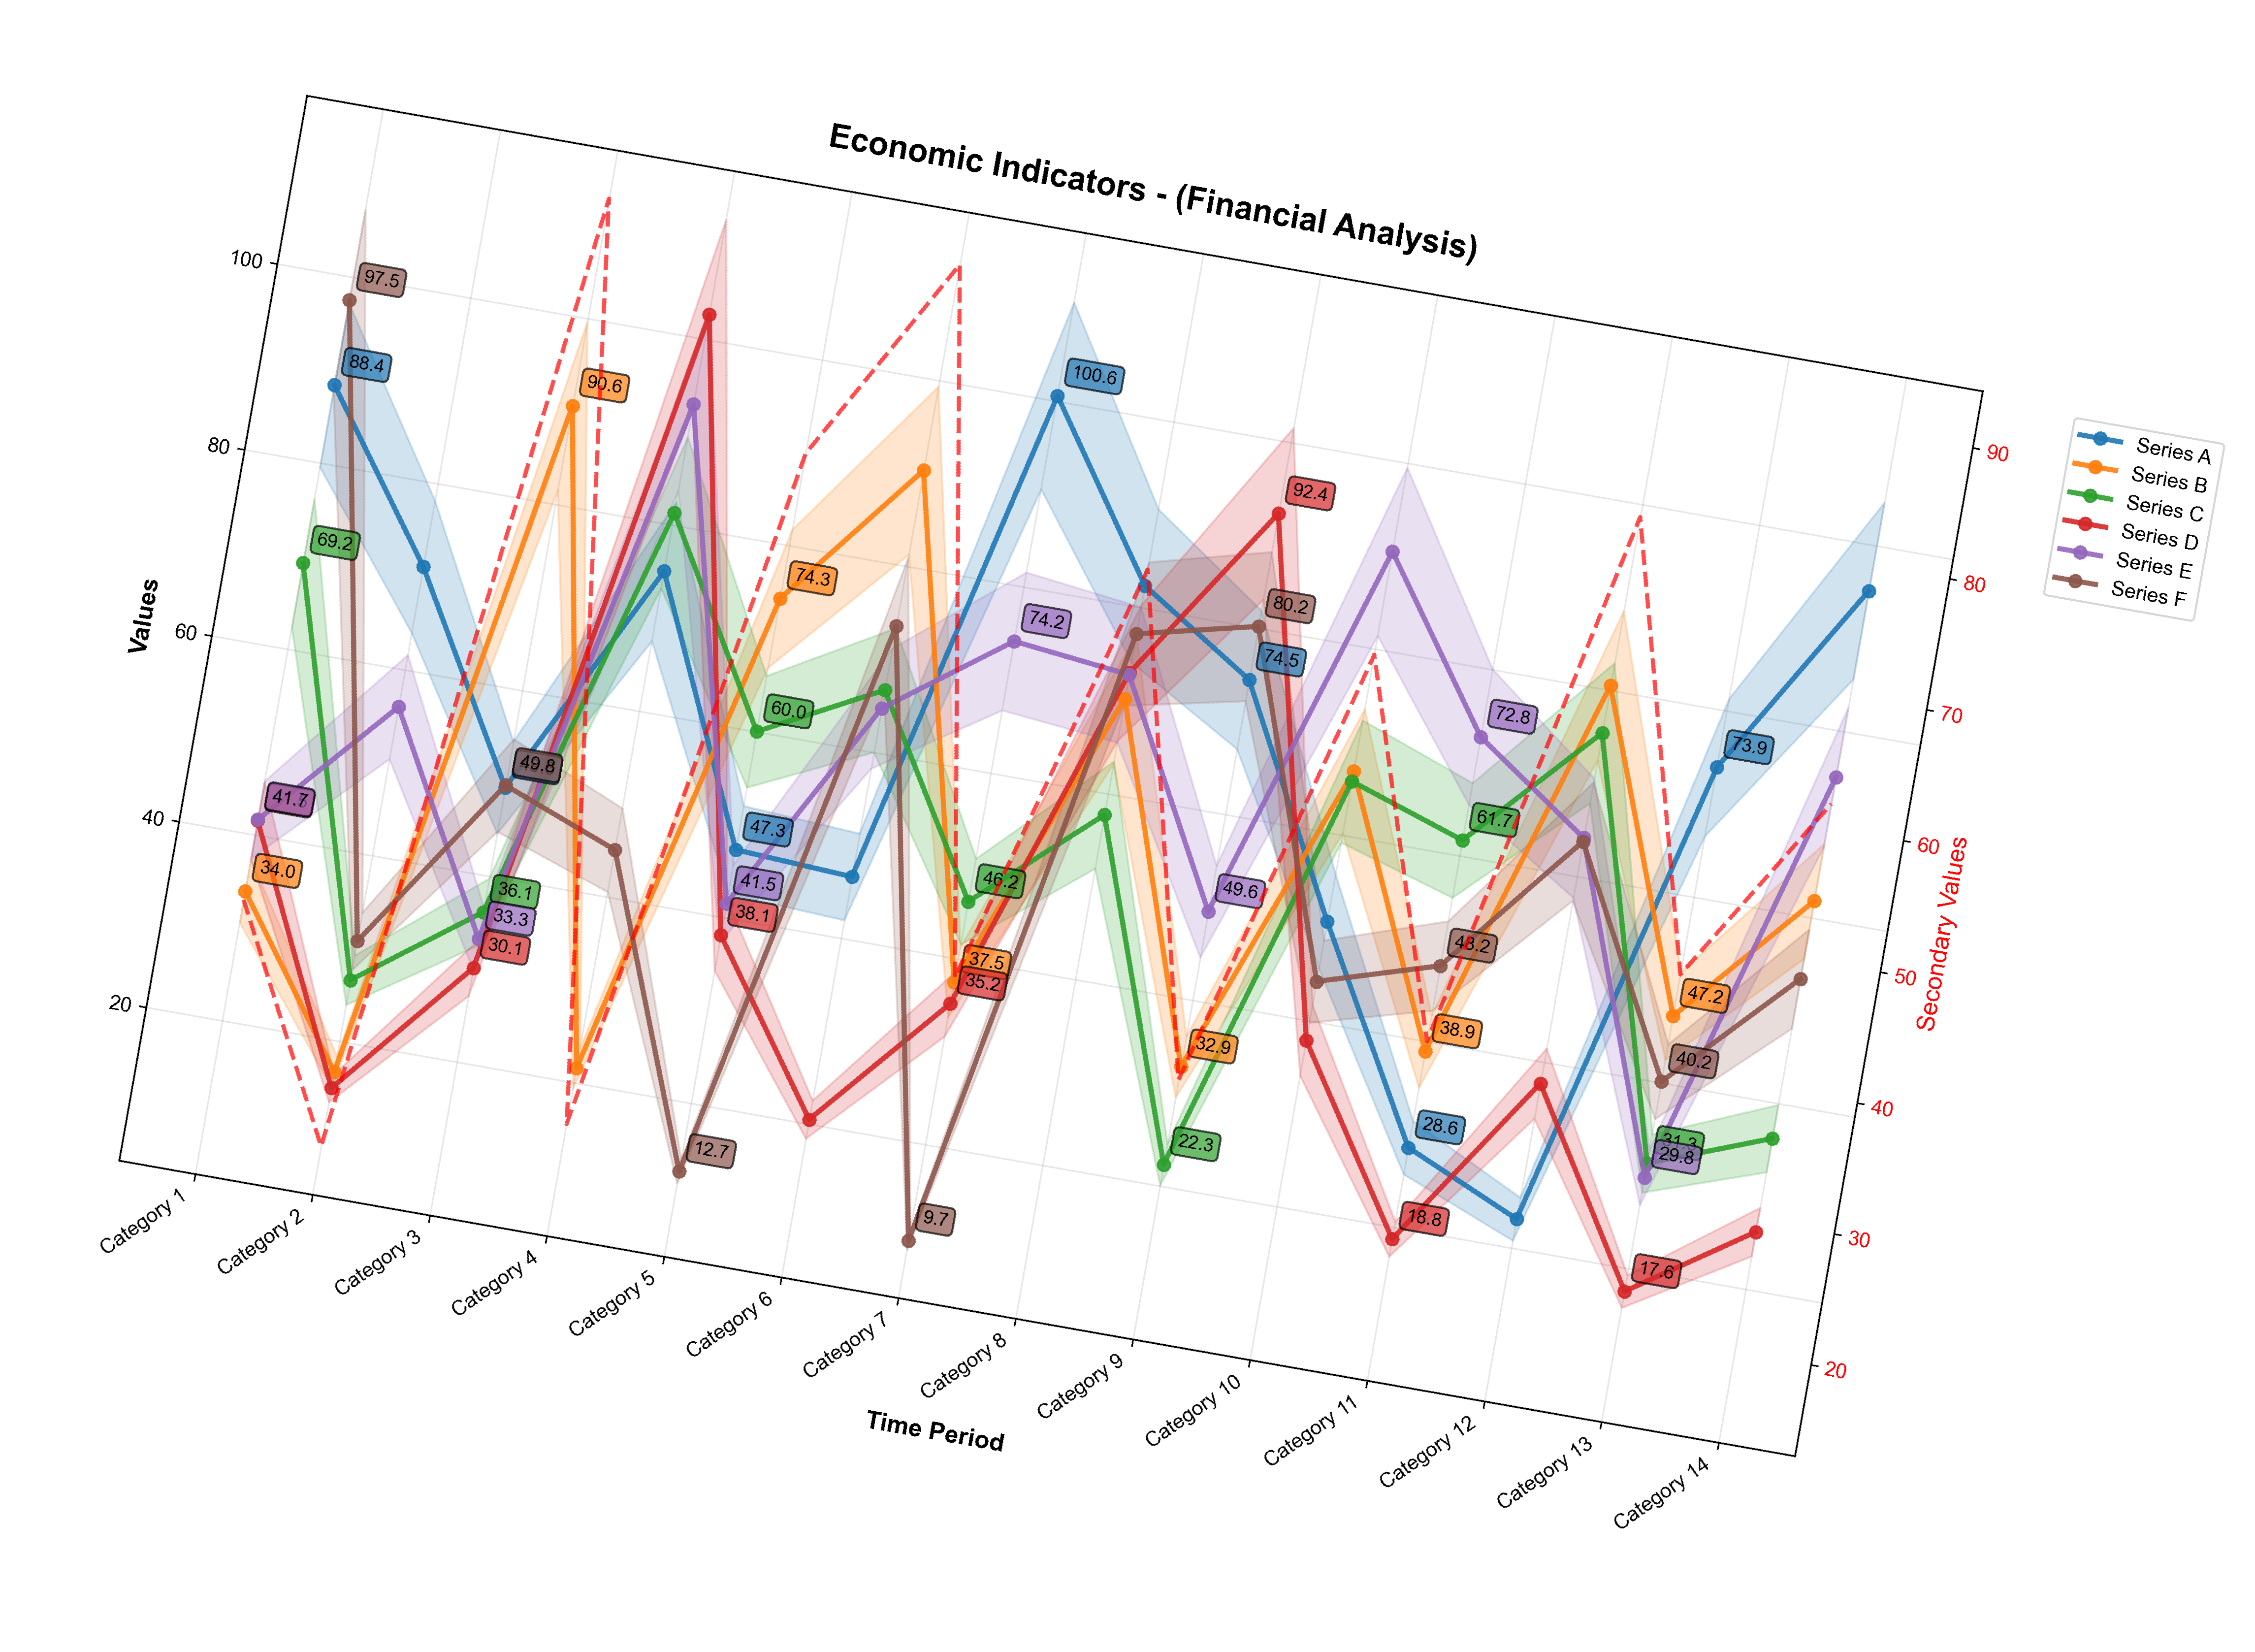 Economic Indicators - (Financial Analysis)
Values
100
80
60
40
20
97.5
88.4
69.2
41.7
34.0
49.8
36.1
33.3
30.1
90.6
47.3
41.5
38.1
12.7
74.3
60.0
9.7
46.2
37.5
35.2
74.2
100.6
32.9
22.3
49.6
92.4
80.2
74.5
28.6
18.8
38.9
48.2
61.7
72.8
73.9
47.2
40.2
31.3
29.8
17.6
Category 1
Category 2
Category 3
Category 4
Category 5
Category 6
Category 7
Category 8
Category 9
Category 10
Category 11
Category 12
Category 13
Category 14
Time Period
90
80
70
60
50
40
30
20
Secondary Values
Series A
Series B
Series C
Series D
Series E
Series F